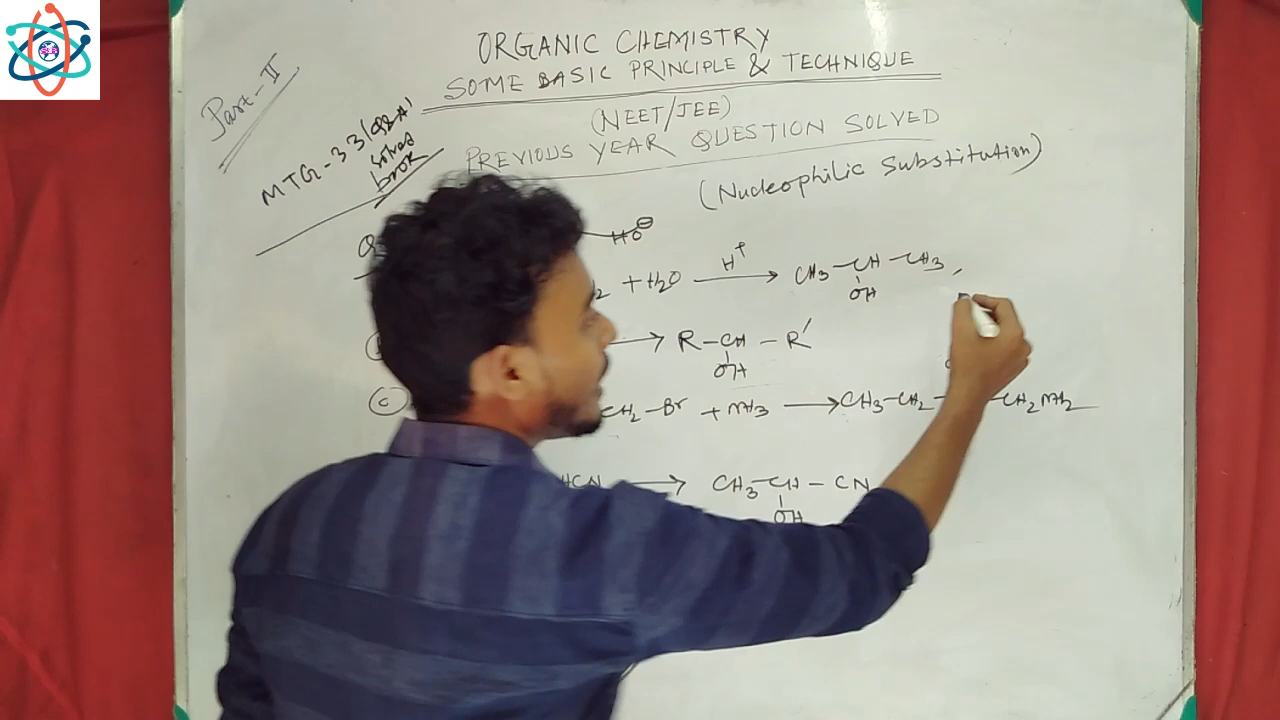 ORGANIC CHEMISTRY
SOME BASIC PRINCIPLE & TECHNIQUE
Part-II
(NEET/JEE)
PREVIOUS YEAR QUESTION SOLVED
MTG-33
solved
book
(Nucleophilic Substitution)
HO⊖
+ H2O —H+→ CH3-CH-CH3,
OH
→ R-CH-R'
OH
(c) CH2-Br + NH3 → CH3-CH2- CH2NH2
HCN → CH3-CH-CN
OH